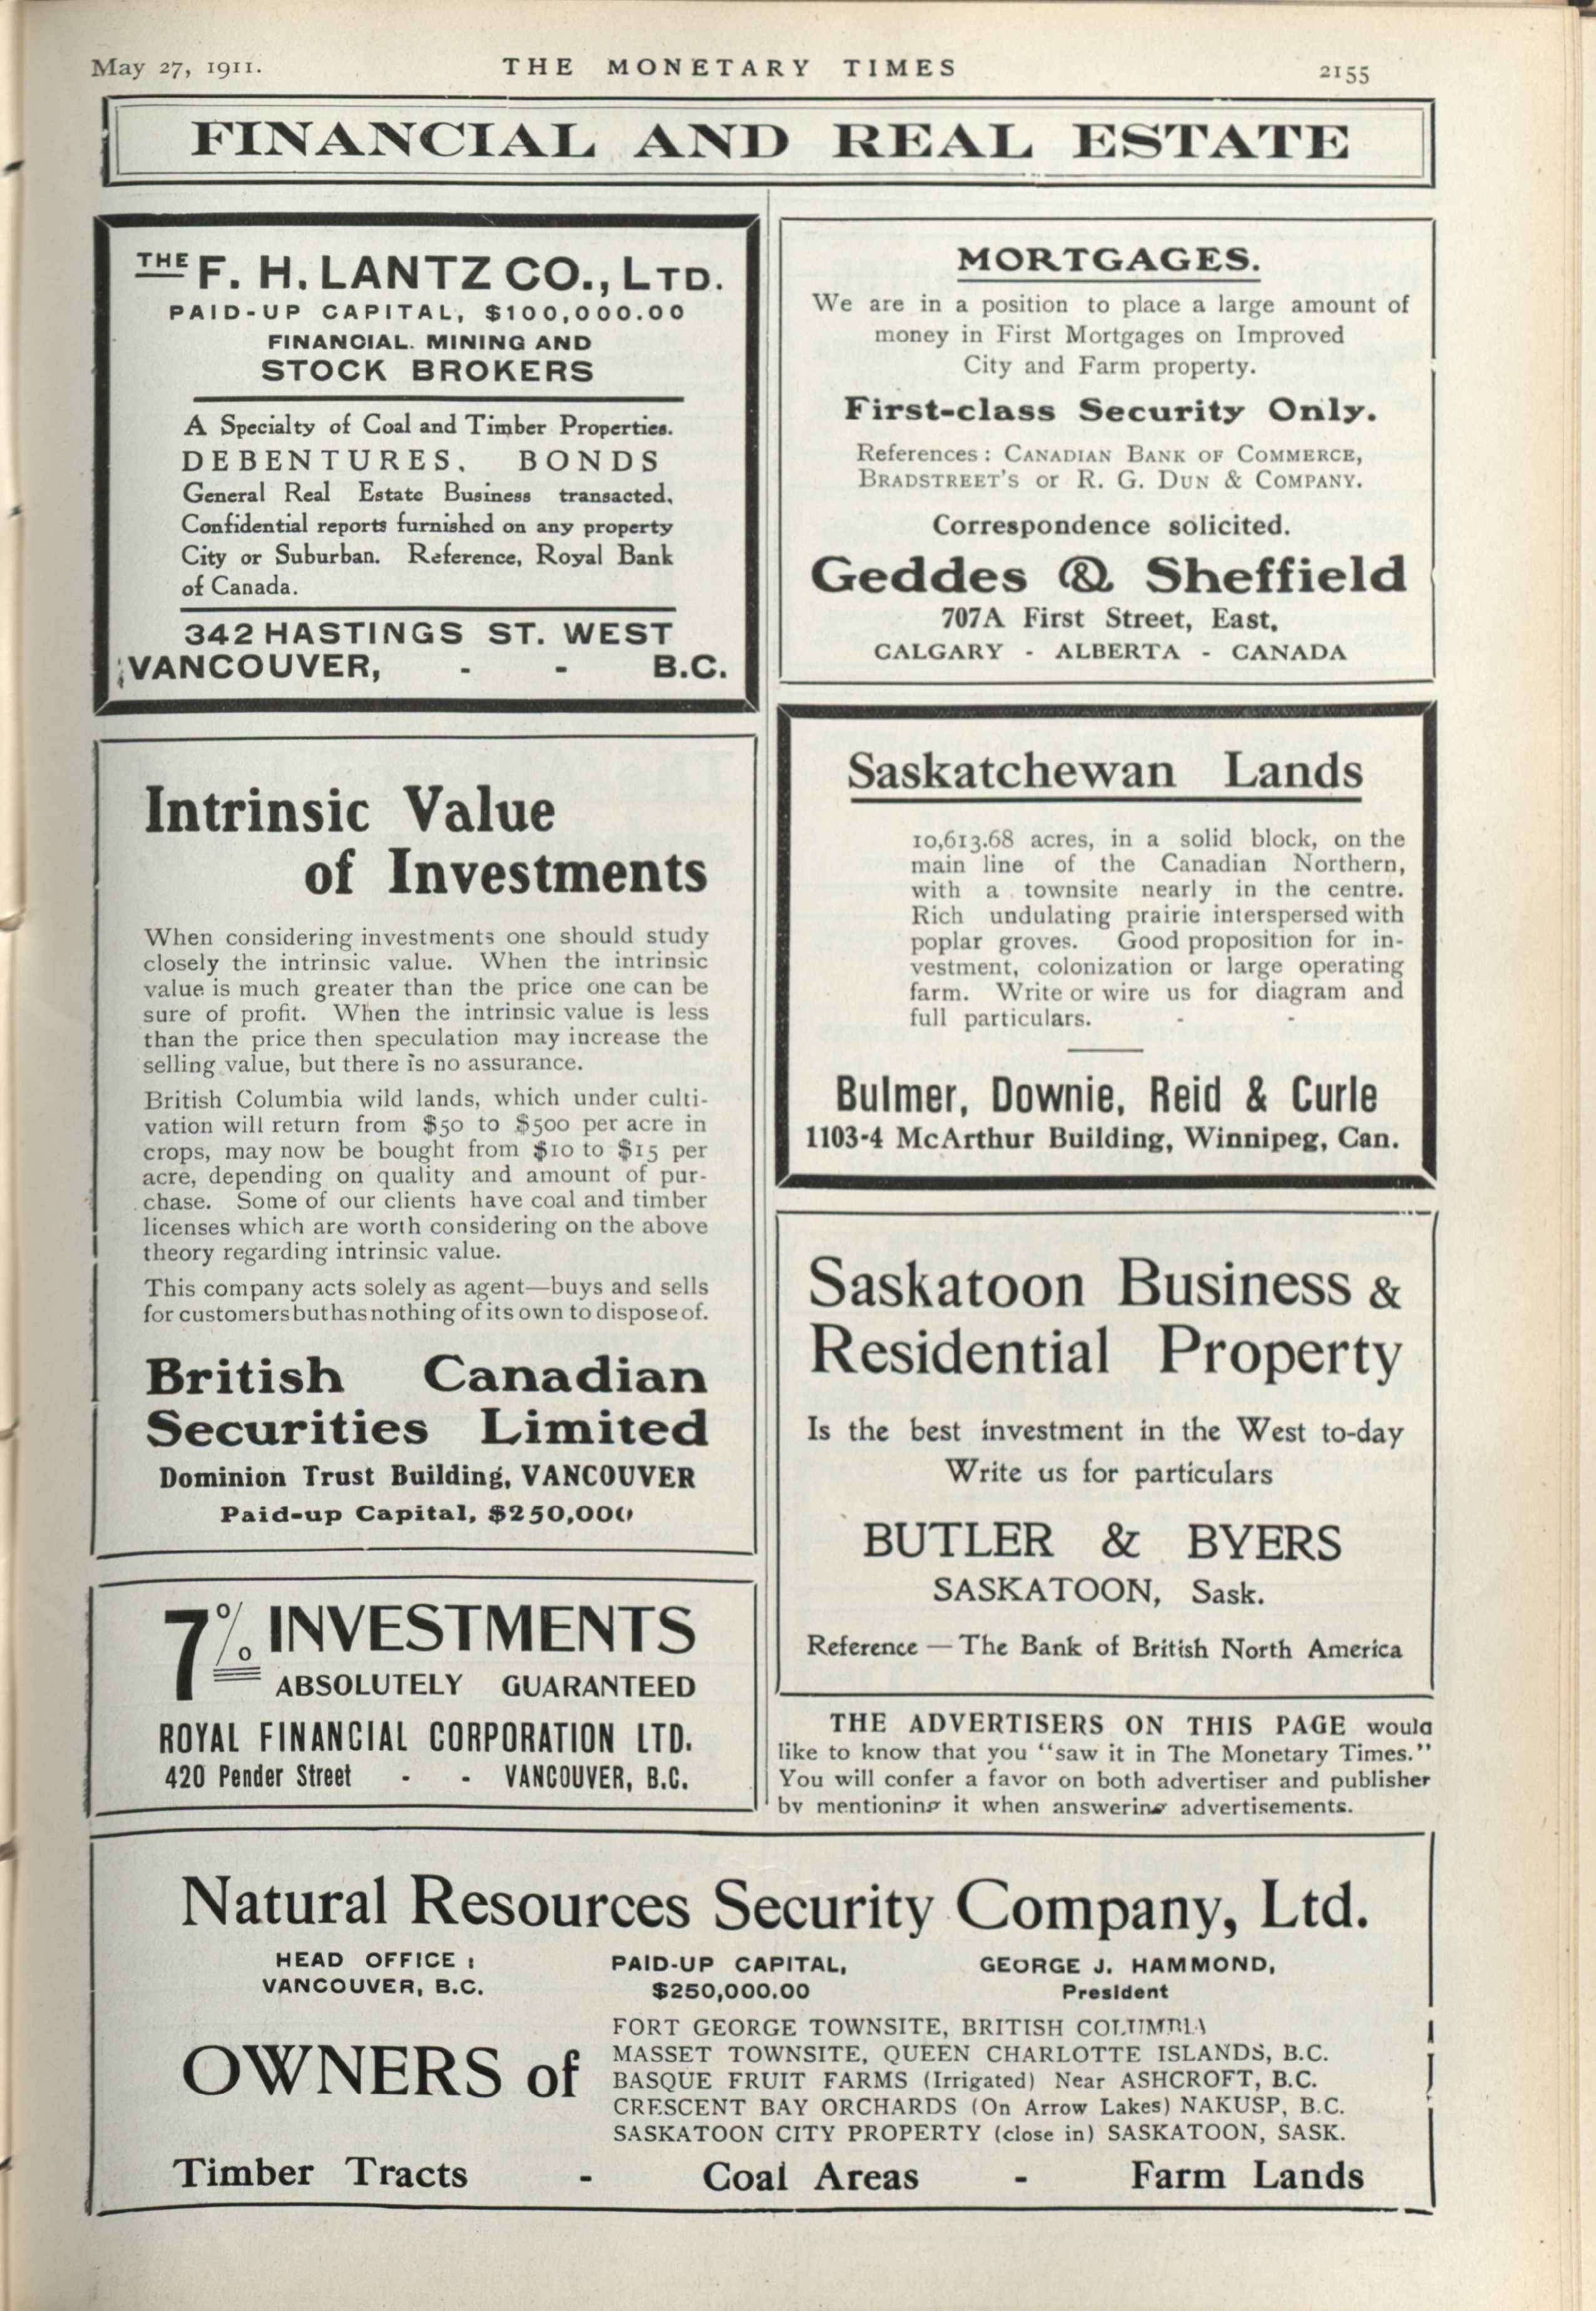 May 27, 1911.
THE MONETARY TIMES
2155
FINANCIAL AND REAL ESTATE
THE F. H. LANTZ CO., LTD.
PAID-UP CAPITAL, $100,000.00
FINANCIAL. MINING AND
STOCK BROKERS
A Specialty of Coal and Timber Properties.
DEBENTURES. BONDS
General Real Estate Business transacted.
Confidential reports furnished on any property
City or Suburban. Reference, Royal Bank
of Canada.
342 HASTINGS ST. WEST
VANCOUVER, - - B.C.
Intrinsic Value
of Investments
When considering investments one should study
closely the intrinsic value. When the intrinsic
value is much greater than the price one can be
sure of profit. When the intrinsic value is less
than the price then speculation may increase the
selling value, but there is no assurance.
British Columbia wild lands, which under culti-
vation will return from $50 to $500 per acre in
crops, may now be bought from $10 to $15 per
acre, depending on quality and amount of pur-
chase. Some of our clients have coal and timber
licenses which are worth considering on the above
theory regarding intrinsic value.
This company acts solely as agent—buys and sells
for customers but has nothing of its own to dispose of.
British Canadian
Securities Limited
Dominion Trust Building, VANCOUVER
Paid-up Capital, $250,000
7% INVESTMENTS
ABSOLUTELY GUARANTEED
ROYAL FINANCIAL CORPORATION LTD.
420 Pender Street - - VANCOUVER, B.C.
MORTGAGES.
We are in a position to place a large amount of
money in First Mortgages on Improved
City and Farm property.
First-class Security Only.
References: CANADIAN BANK OF COMMERCE,
BRADSTREET'S or R. G. DUN & COMPANY.
Correspondence solicited.
Geddes & Sheffield
707A First Street, East.
CALGARY - ALBERTA - CANADA
Saskatchewan Lands
10,613.68 acres, in a solid block, on the
main line of the Canadian Northern,
with a townsite nearly in the centre.
Rich undulating prairie interspersed with
poplar groves. Good proposition for in-
vestment, colonization or large operating
farm. Write or wire us for diagram and
full particulars. - -
Bulmer, Downie, Reid & Curle
1103-4 McArthur Building, Winnipeg, Can.
Saskatoon Business &
Residential Property
Is the best investment in the West to-day
Write us for particulars
BUTLER & BYERS
SASKATOON, Sask.
Reference — The Bank of British North America
THE ADVERTISERS ON THIS PAGE would
like to know that you "saw it in The Monetary Times."
You will confer a favor on both advertiser and publisher
by mentioning it when answering advertisements.
Natural Resources Security Company, Ltd.
HEAD OFFICE:
VANCOUVER, B.C.
PAID-UP CAPITAL,
$250,000.00
GEORGE J. HAMMOND,
President
OWNERS of
FORT GEORGE TOWNSITE, BRITISH COLUMBIA
MASSET TOWNSITE, QUEEN CHARLOTTE ISLANDS, B.C.
BASQUE FRUIT FARMS (Irrigated) Near ASHCROFT, B.C.
CRESCENT BAY ORCHARDS (On Arrow Lakes) NAKUSP, B.C.
SASKATOON CITY PROPERTY (close in) SASKATOON, SASK.
Timber Tracts - Coal Areas - Farm Lands